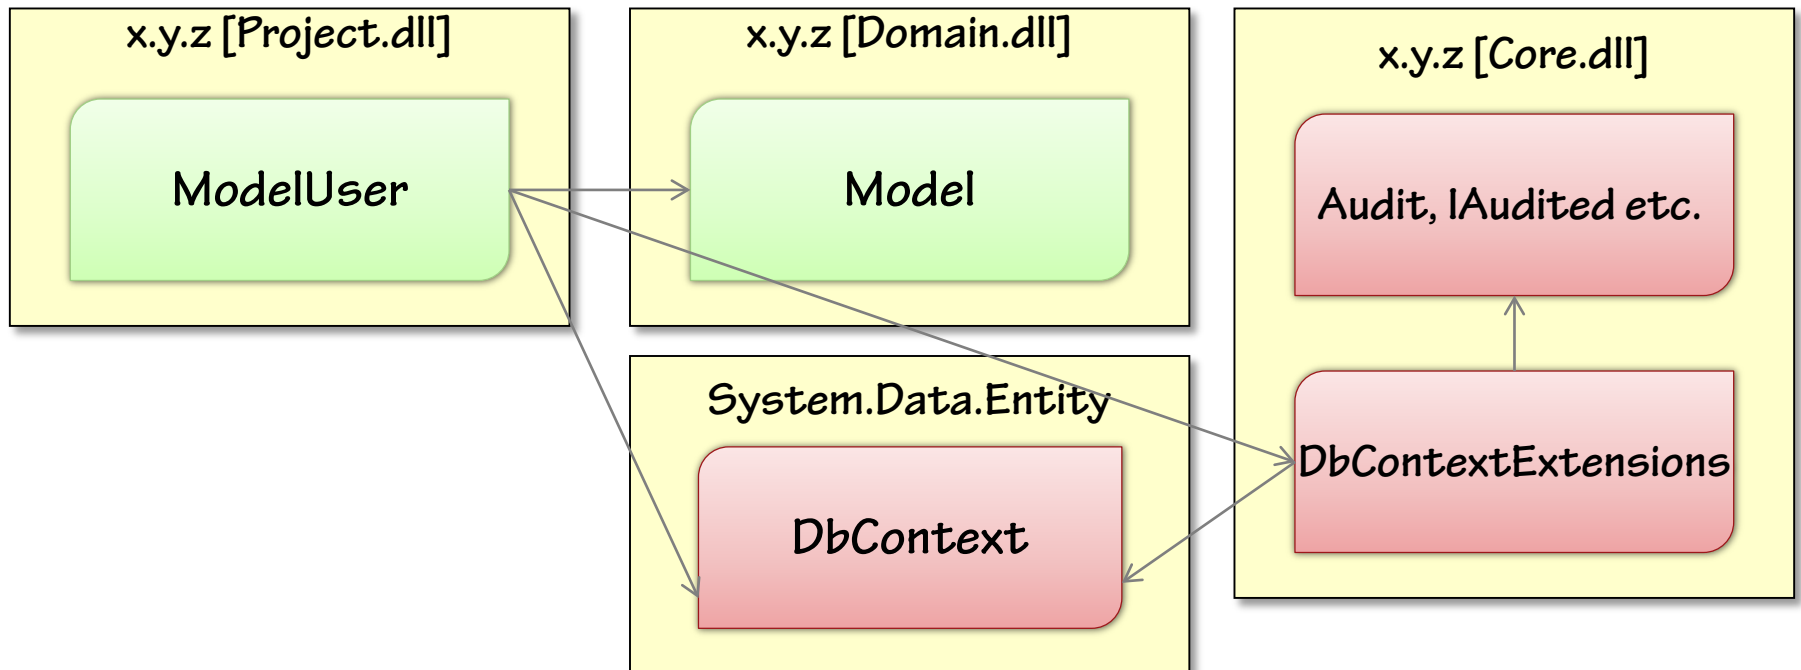 x.y.z [Project.dll]
ModelUser
x.y.z [Domain.dll]
Model
x.y.z [Core.dll]
Audit, IAudited etc.
System.Data.Entity
DbContext
DbContextExtensions